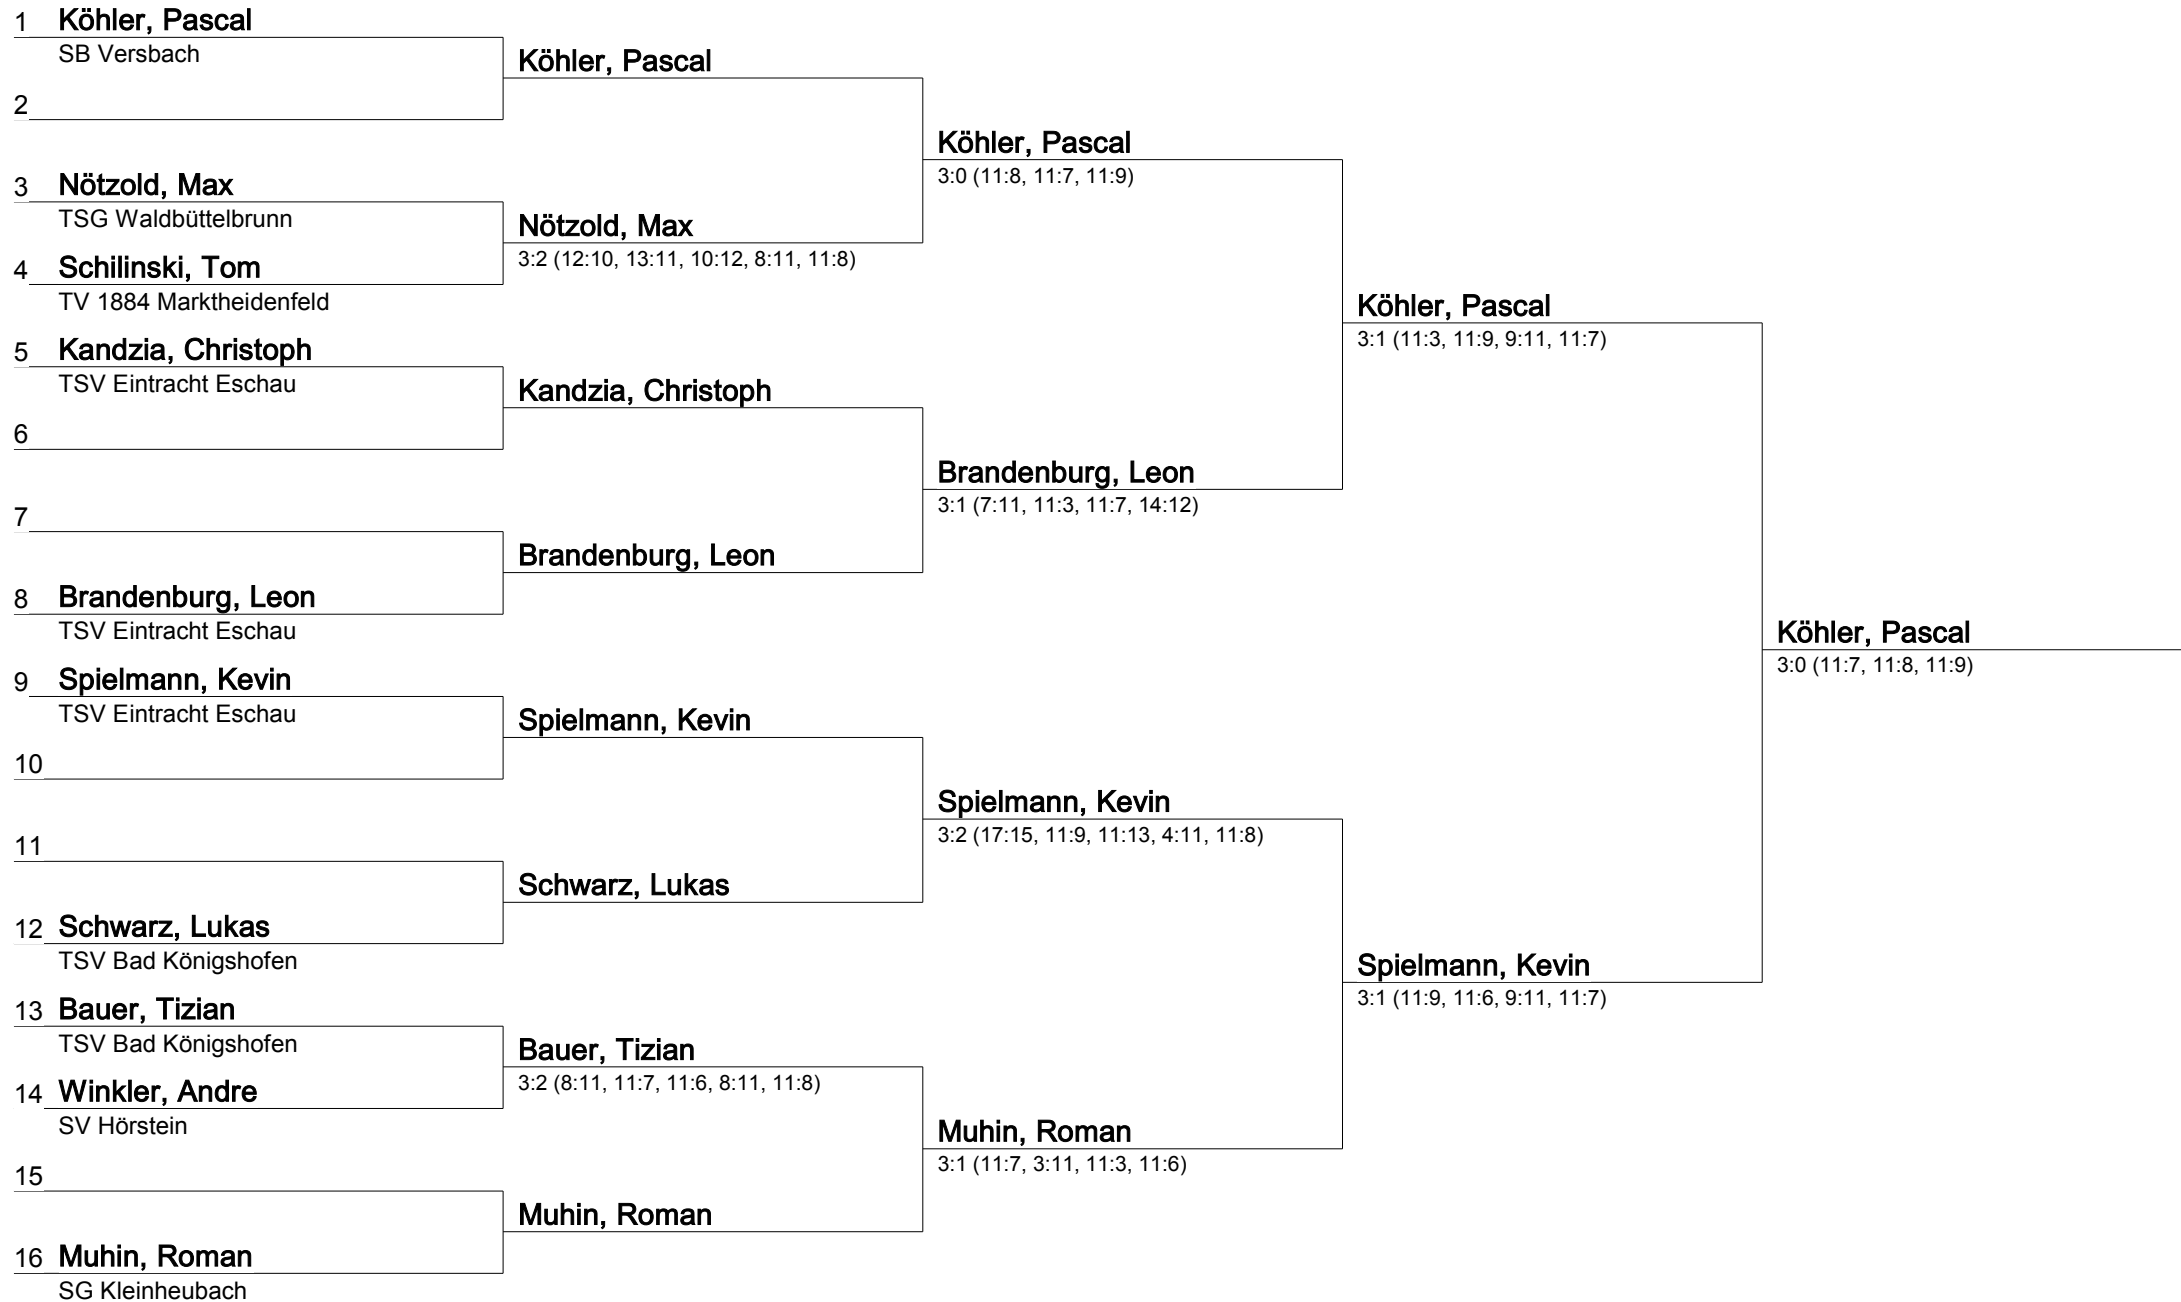 1 Köhler, Pascal
SB Versbach
Köhler, Pascal
2
Köhler, Pascal
3:0 (11:8, 11:7, 11:9)
3 Nötzold, Max
TSG Waldbüttelbrunn
Nötzold, Max
3:2 (12:10, 13:11, 10:12, 8:11, 11:8)
4 Schilinski, Tom
TV 1884 Marktheidenfeld
Köhler, Pascal
3:1 (11:3, 11:9, 9:11, 11:7)
5 Kandzia, Christoph
TSV Eintracht Eschau
Kandzia, Christoph
6
Brandenburg, Leon
3:1 (7:11, 11:3, 11:7, 14:12)
7
Brandenburg, Leon
8 Brandenburg, Leon
TSV Eintracht Eschau
Köhler, Pascal
3:0 (11:7, 11:8, 11:9)
9 Spielmann, Kevin
TSV Eintracht Eschau
Spielmann, Kevin
10
Spielmann, Kevin
3:2 (17:15, 11:9, 11:13, 4:11, 11:8)
11
Schwarz, Lukas
12 Schwarz, Lukas
TSV Bad Königshofen
Spielmann, Kevin
3:1 (11:9, 11:6, 9:11, 11:7)
13 Bauer, Tizian
TSV Bad Königshofen
Bauer, Tizian
3:2 (8:11, 11:7, 11:6, 8:11, 11:8)
14 Winkler, Andre
SV Hörstein
Muhin, Roman
3:1 (11:7, 3:11, 11:3, 11:6)
15
Muhin, Roman
16 Muhin, Roman
SG Kleinheubach